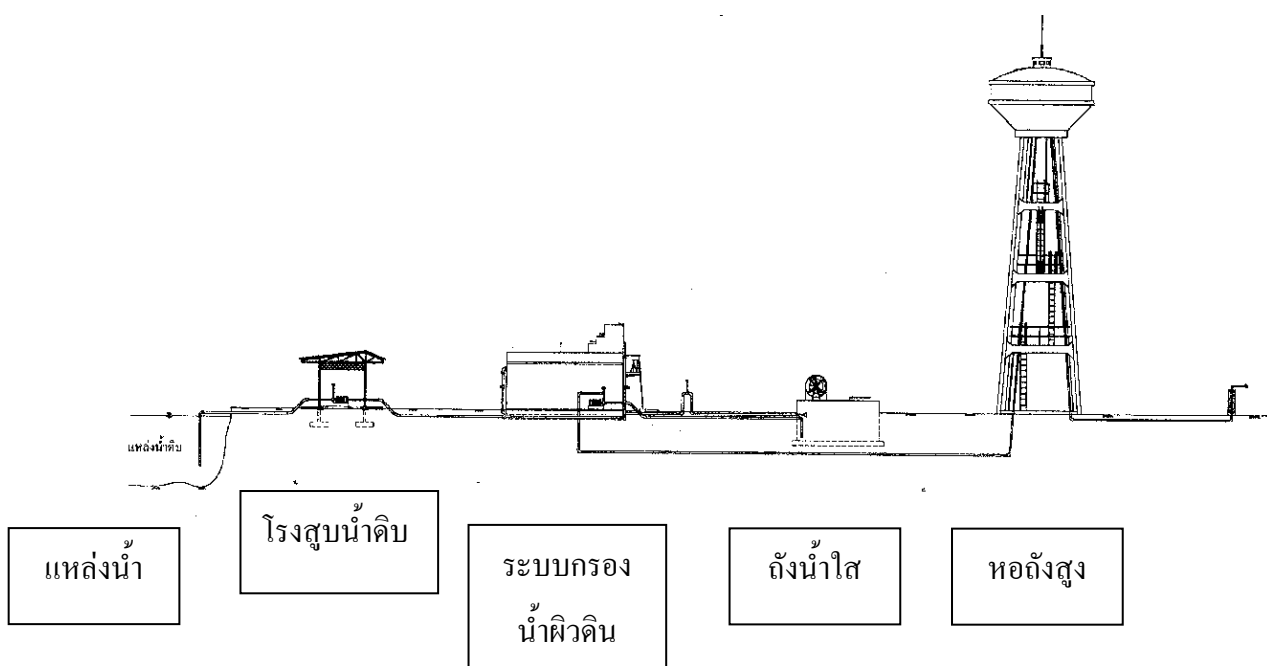 แหล่งน้ำดิบ
แหล่งน้ำ
โรงสูบน้ำดิบ
ระบบกรอง
น้ำผิวดิน
ถังน้ำใส
หอถังสูง